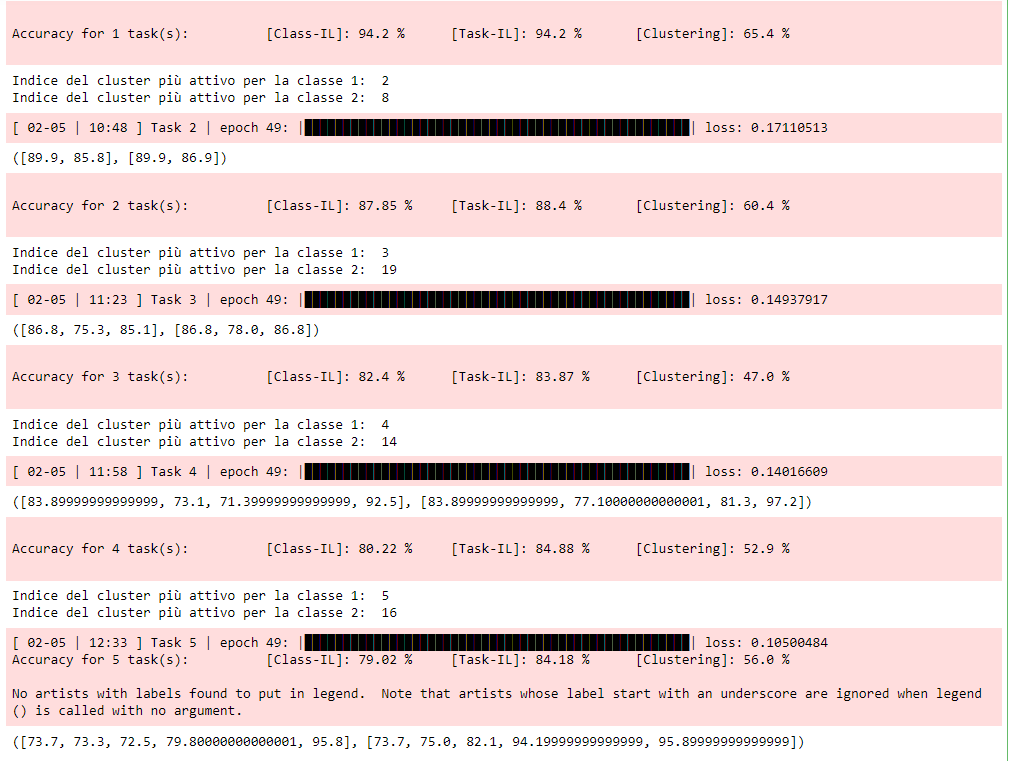 Accuracy for 1 task(s): [Class-IL]: 94.2 % [Task-IL]: 94.2 % [Clustering]: 65.4 %
Indice del cluster più attivo per la classe 1: 2
Indice del cluster più attivo per la classe 2: 8
[ 02-05 | 10:48 ] Task 2 | epoch 49: || loss: 0.17110513
([89.9, 85.8], [89.9, 86.9])
Accuracy for 2 task(s): [Class-IL]: 87.85 % [Task-IL]: 88.4 % [Clustering]: 60.4 %
Indice del cluster più attivo per la classe 1: 3
Indice del cluster più attivo per la classe 2: 19
[ 02-05 | 11:23 ] Task 3 | epoch 49: || loss: 0.14937917
([86.8, 75.3, 85.1], [86.8, 78.0, 86.8])
Accuracy for 3 task(s): [Class-IL]: 82.4 % [Task-IL]: 83.87 % [Clustering]: 47.0 %
Indice del cluster più attivo per la classe 1: 4
Indice del cluster più attivo per la classe 2: 14
[ 02-05 | 11:58 ] Task 4 | epoch 49: || loss: 0.14016609
([83.89999999999999, 73.1, 71.39999999999999, 92.5], [83.89999999999999, 77.10000000000001, 81.3, 97.2])
Accuracy for 4 task(s): [Class-IL]: 80.22 % [Task-IL]: 84.88 % [Clustering]: 52.9 %
Indice del cluster più attivo per la classe 1: 5
Indice del cluster più attivo per la classe 2: 16
[ 02-05 | 12:33 ] Task 5 | epoch 49: || loss: 0.10500484
Accuracy for 5 task(s): [Class-IL]: 79.02 % [Task-IL]: 84.18 % [Clustering]: 56.0 %
No artists with labels found to put in legend.  Note that artists whose label start with an underscore are ignored when legend
() is called with no argument.
([73.7, 73.3, 72.5, 79.80000000000001, 95.8], [73.7, 75.0, 82.1, 94.19999999999999, 95.89999999999999])